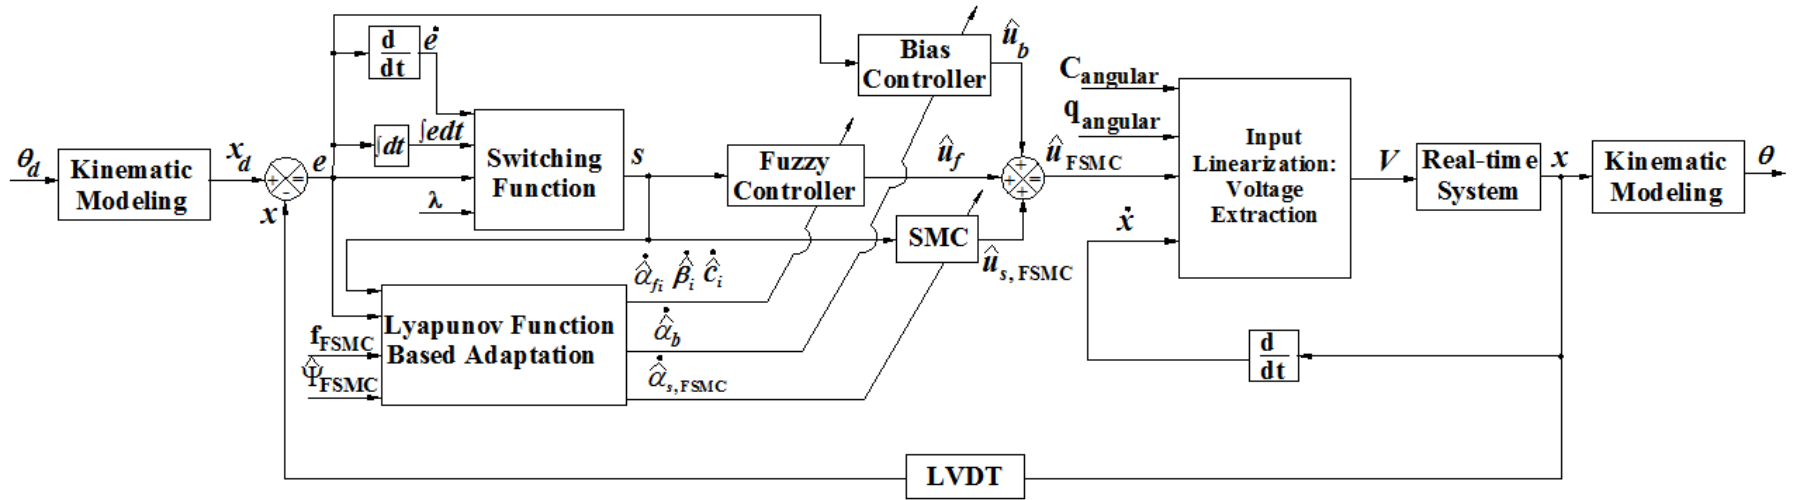 θd
Kinematic
Modeling
xd
x
e
d
dt
ė
∫dt
∫edt
λ
Switching
Function
s
Bias
Controller
ûb
Fuzzy
Controller
ûf
SMC
ûs, FSMC
ûFSMC
Cangular
qangular
ẋ
Input
Linearization:
Voltage
Extraction
V
Real-time
System
x
Kinematic
Modeling
θ
fFSMC
Ψ̂FSMC
Lyapunov Function
Based Adaptation
α̂̇fi β̂̇i ĉ̇i
α̂̇b
α̂̇s, FSMC
d
dt
LVDT